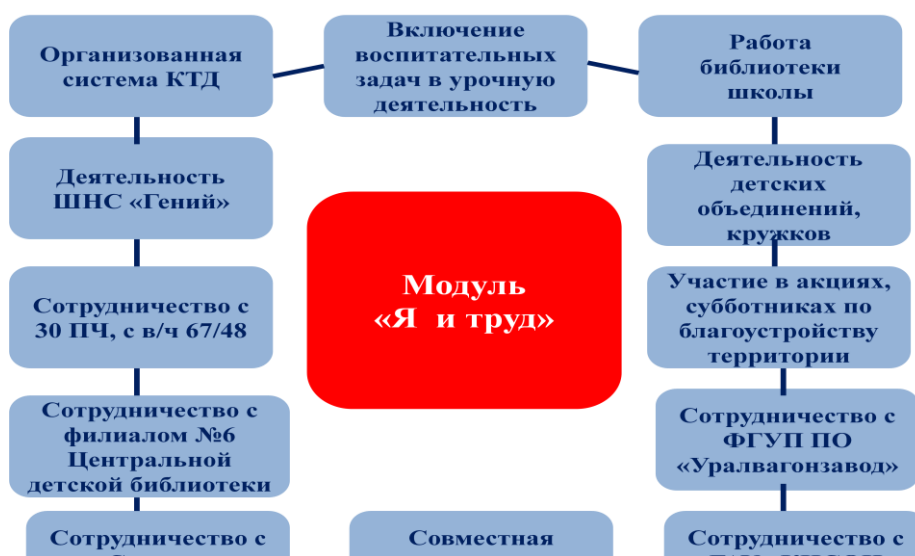 Организованная
система КТД
Включение
воспитательных
задач в урочную
деятельность
Работа
библиотеки
школы
Деятельность
ШНС «Гений»
Деятельность
детских
объединений,
кружков
Модуль
«Я и труд»
Сотрудничество с
30 ПЧ, с в/ч 67/48
Участие в акциях,
субботниках по
благоустройству
территории
Сотрудничество с
филиалом №6
Центральной
детской библиотеки
Сотрудничество с
ФГУП ПО
«Уралвагонзавод»
Сотрудничество с
Совместная
Сотрудничество с